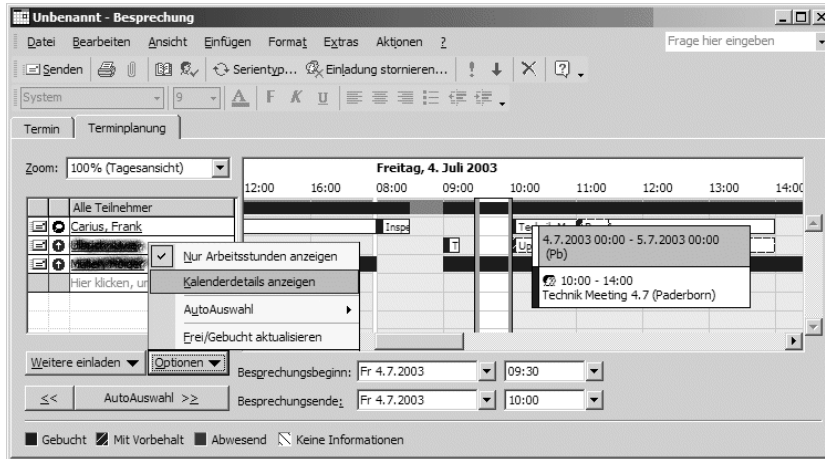 Unbenannt - Besprechung
Datei Bearbeiten Ansicht Einfügen Format Extras Aktionen ? Frage hier eingeben
Senden Serientyp... Einladung stornieren...
System 9 A F K U
Termin Terminplanung
Zoom: 100% (Tagesansicht) Freitag, 4. Juli 2003
12:00 16:00 08:00 09:00 10:00 11:00 12:00 13:00 14:00
Alle Teilnehmer
Carius, Frank Inspe
T Up
4.7.2003 00:00 - 5.7.2003 00:00
(Pb)
Nur Arbeitsstunden anzeigen
Hier klicken, Kalenderdetails anzeigen
10:00 - 14:00
Technik Meeting 4.7 (Paderborn)
AutoAuswahl
Frei/Gebucht aktualisieren
Weitere einladen Optionen Besprechungsbeginn: Fr 4.7.2003 09:30
<< AutoAuswahl >> Besprechungsende: Fr 4.7.2003 10:00
Gebucht Mit Vorbehalt Abwesend Keine Informationen